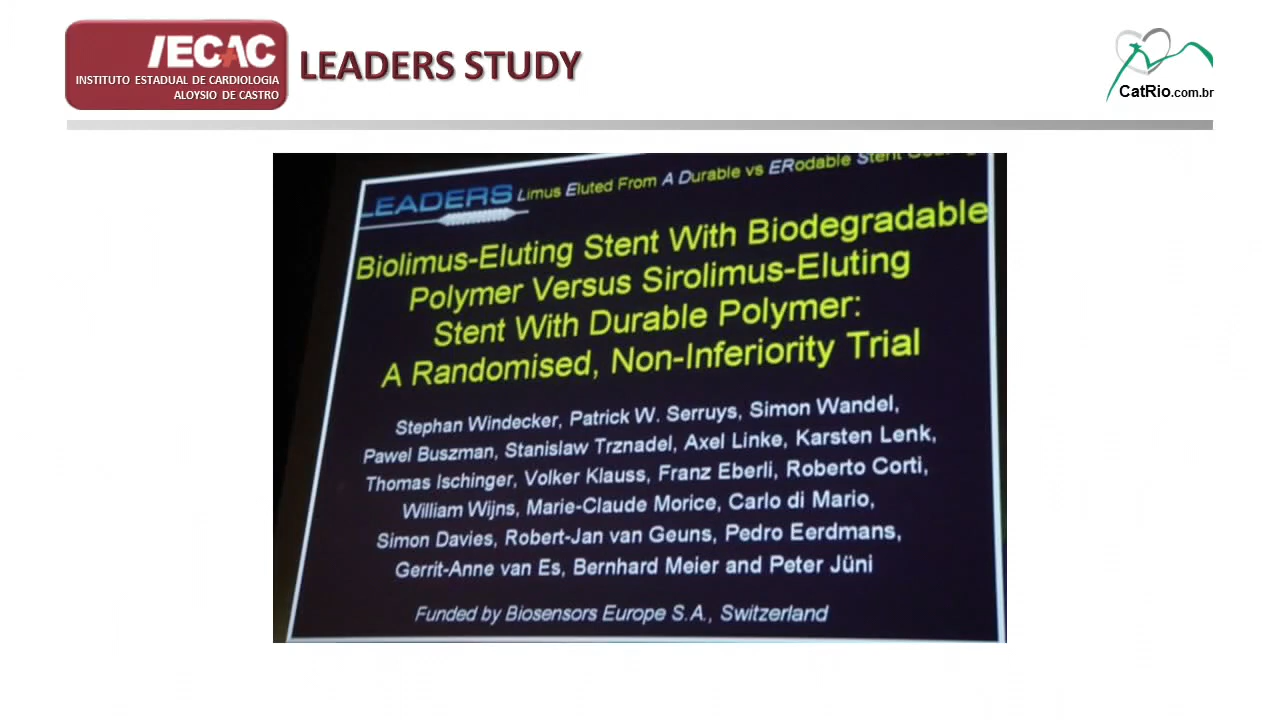 IECAC
INSTITUTO ESTADUAL DE CARDIOLOGIA
ALOYSIO DE CASTRO
LEADERS STUDY
CatRio.com.br
LEADERS Limus Eluted From A Durable vs ERodable Stent
Biolimus-Eluting Stent With Biodegradable
Polymer Versus Sirolimus-Eluting
Stent With Durable Polymer:
A Randomised, Non-Inferiority Trial
Stephan Windecker, Patrick W. Serruys, Simon Wandel,
Pawel Buszman, Stanislaw Trznadel, Axel Linke, Karsten Lenk,
Thomas Ischinger, Volker Klauss, Franz Eberli, Roberto Corti,
William Wijns, Marie-Claude Morice, Carlo di Mario,
Simon Davies, Robert-Jan van Geuns, Pedro Eerdmans,
Gerrit-Anne van Es, Bernhard Meier and Peter Jüni
Funded by Biosensors Europe S.A., Switzerland